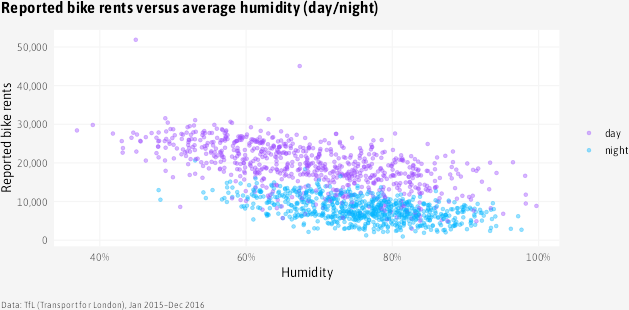 Reported bike rents versus average humidity (day/night)
50,000
40,000
30,000
20,000
10,000
0
Reported bike rents
40%
60%
80%
100%
Humidity
day
night
Data: TfL (Transport for London), Jan 2015–Dec 2016